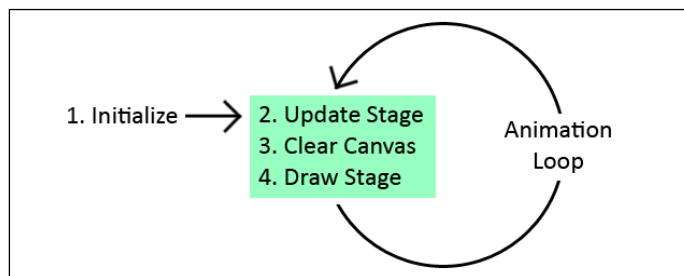 1. Initialize
2. Update Stage
3. Clear Canvas
4. Draw Stage
Animation
Loop